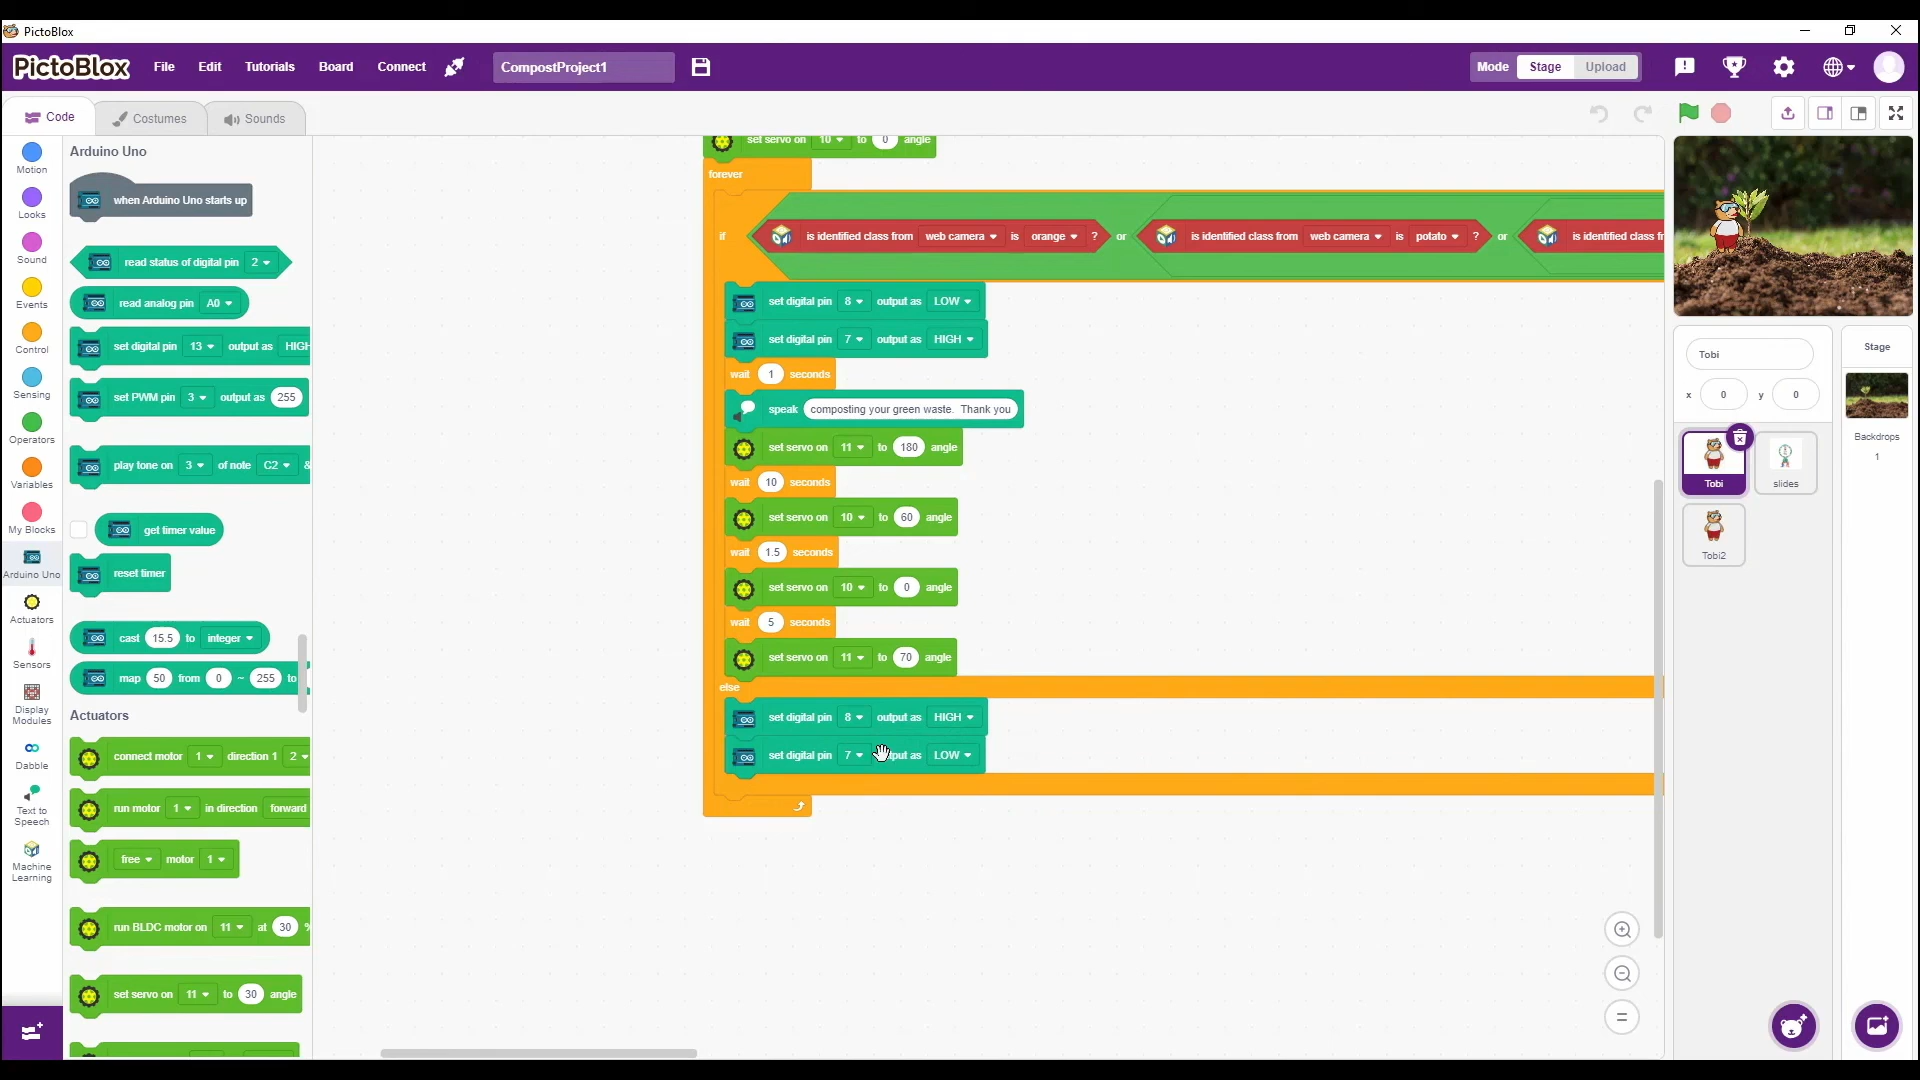 PictoBlox
PictoBlox File Edit Tutorials Board Connect CompostProject1 Mode Stage Upload
Code Costumes Sounds
Motion
Looks
Sound
Events
Control
Sensing
Operators
Variables
My Blocks
Arduino Uno
Actuators
Sensors
Display
Modules
Dabble
Text to
Speech
Machine
Learning
Arduino Uno
when Arduino Uno starts up
read status of digital pin 2
read analog pin A0
set digital pin 13 output as HIGH
set PWM pin 3 output as 255
play tone on 3 of note C2 &
get timer value
reset timer
cast 15.5 to integer
map 50 from 0 ~ 255 to
Actuators
connect motor 1 direction 1 2
run motor 1 in direction forward
free motor 1
run BLDC motor on 11 at 30 %
set servo on 11 to 30 angle
set servo on 10 to 0 angle
forever
if is identified class from web camera is orange ? or is identified class from web camera is potato ? or is identified class fr
set digital pin 8 output as LOW
set digital pin 7 output as HIGH
wait 1 seconds
speak composting your green waste. Thank you
set servo on 11 to 180 angle
wait 10 seconds
set servo on 10 to 60 angle
wait 1.5 seconds
set servo on 10 to 0 angle
wait 5 seconds
set servo on 11 to 70 angle
else
set digital pin 8 output as HIGH
set digital pin 7 output as LOW
Tobi
x 0 y 0
Tobi
slides
Tobi2
Stage
Backdrops
1